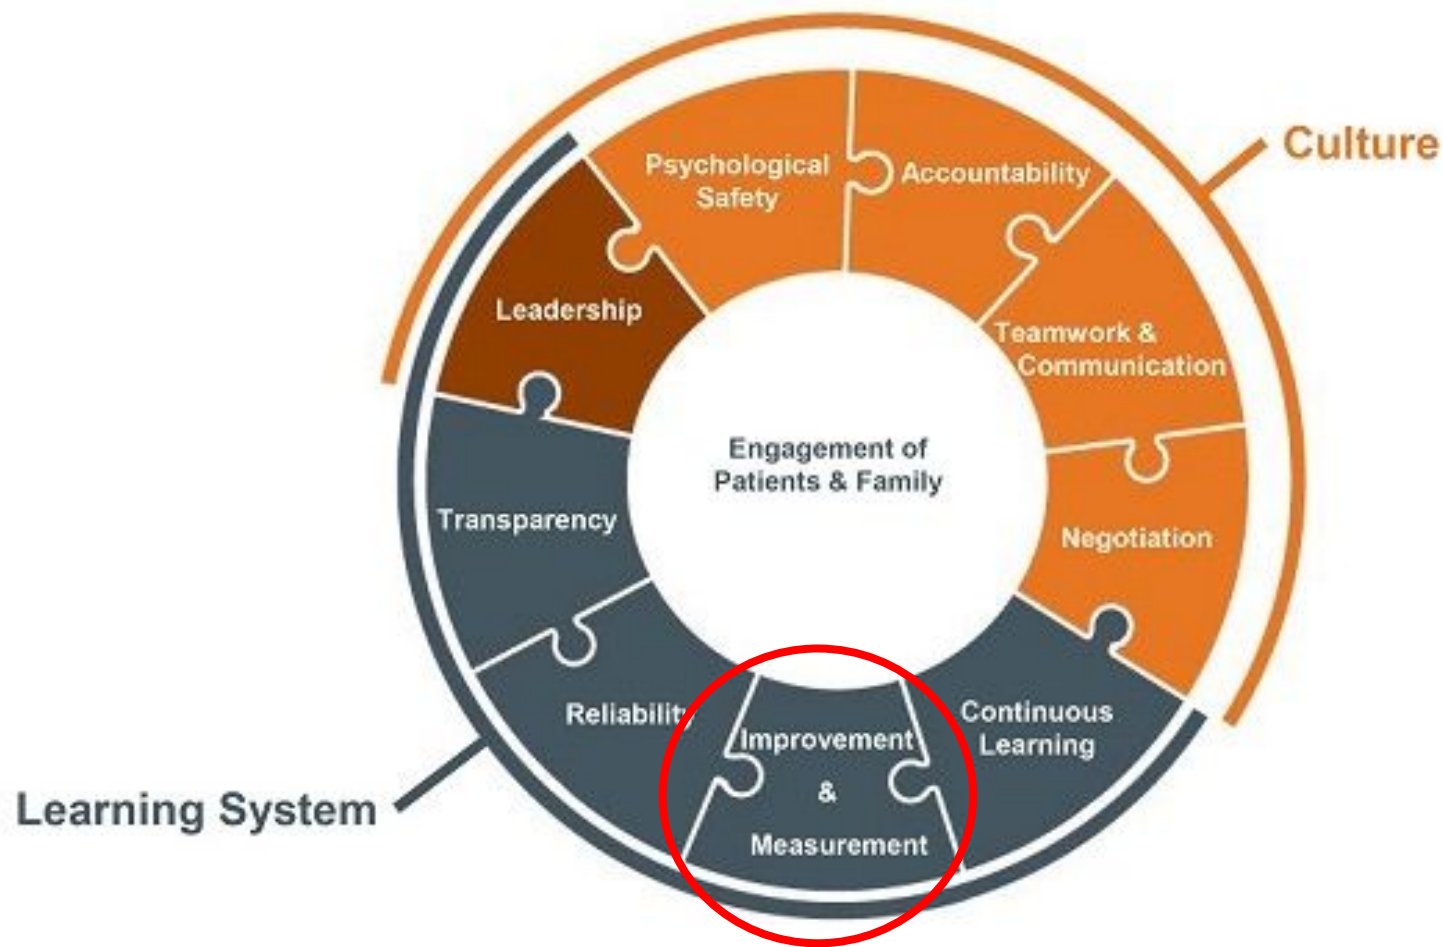 Culture
Psychological
Safety
Accountability
Leadership
Teamwork &
Communication
Engagement of
Patients & Family
Transparency
Negotiation
Reliability
Improvement
&
Measurement
Continuous
Learning
Learning System